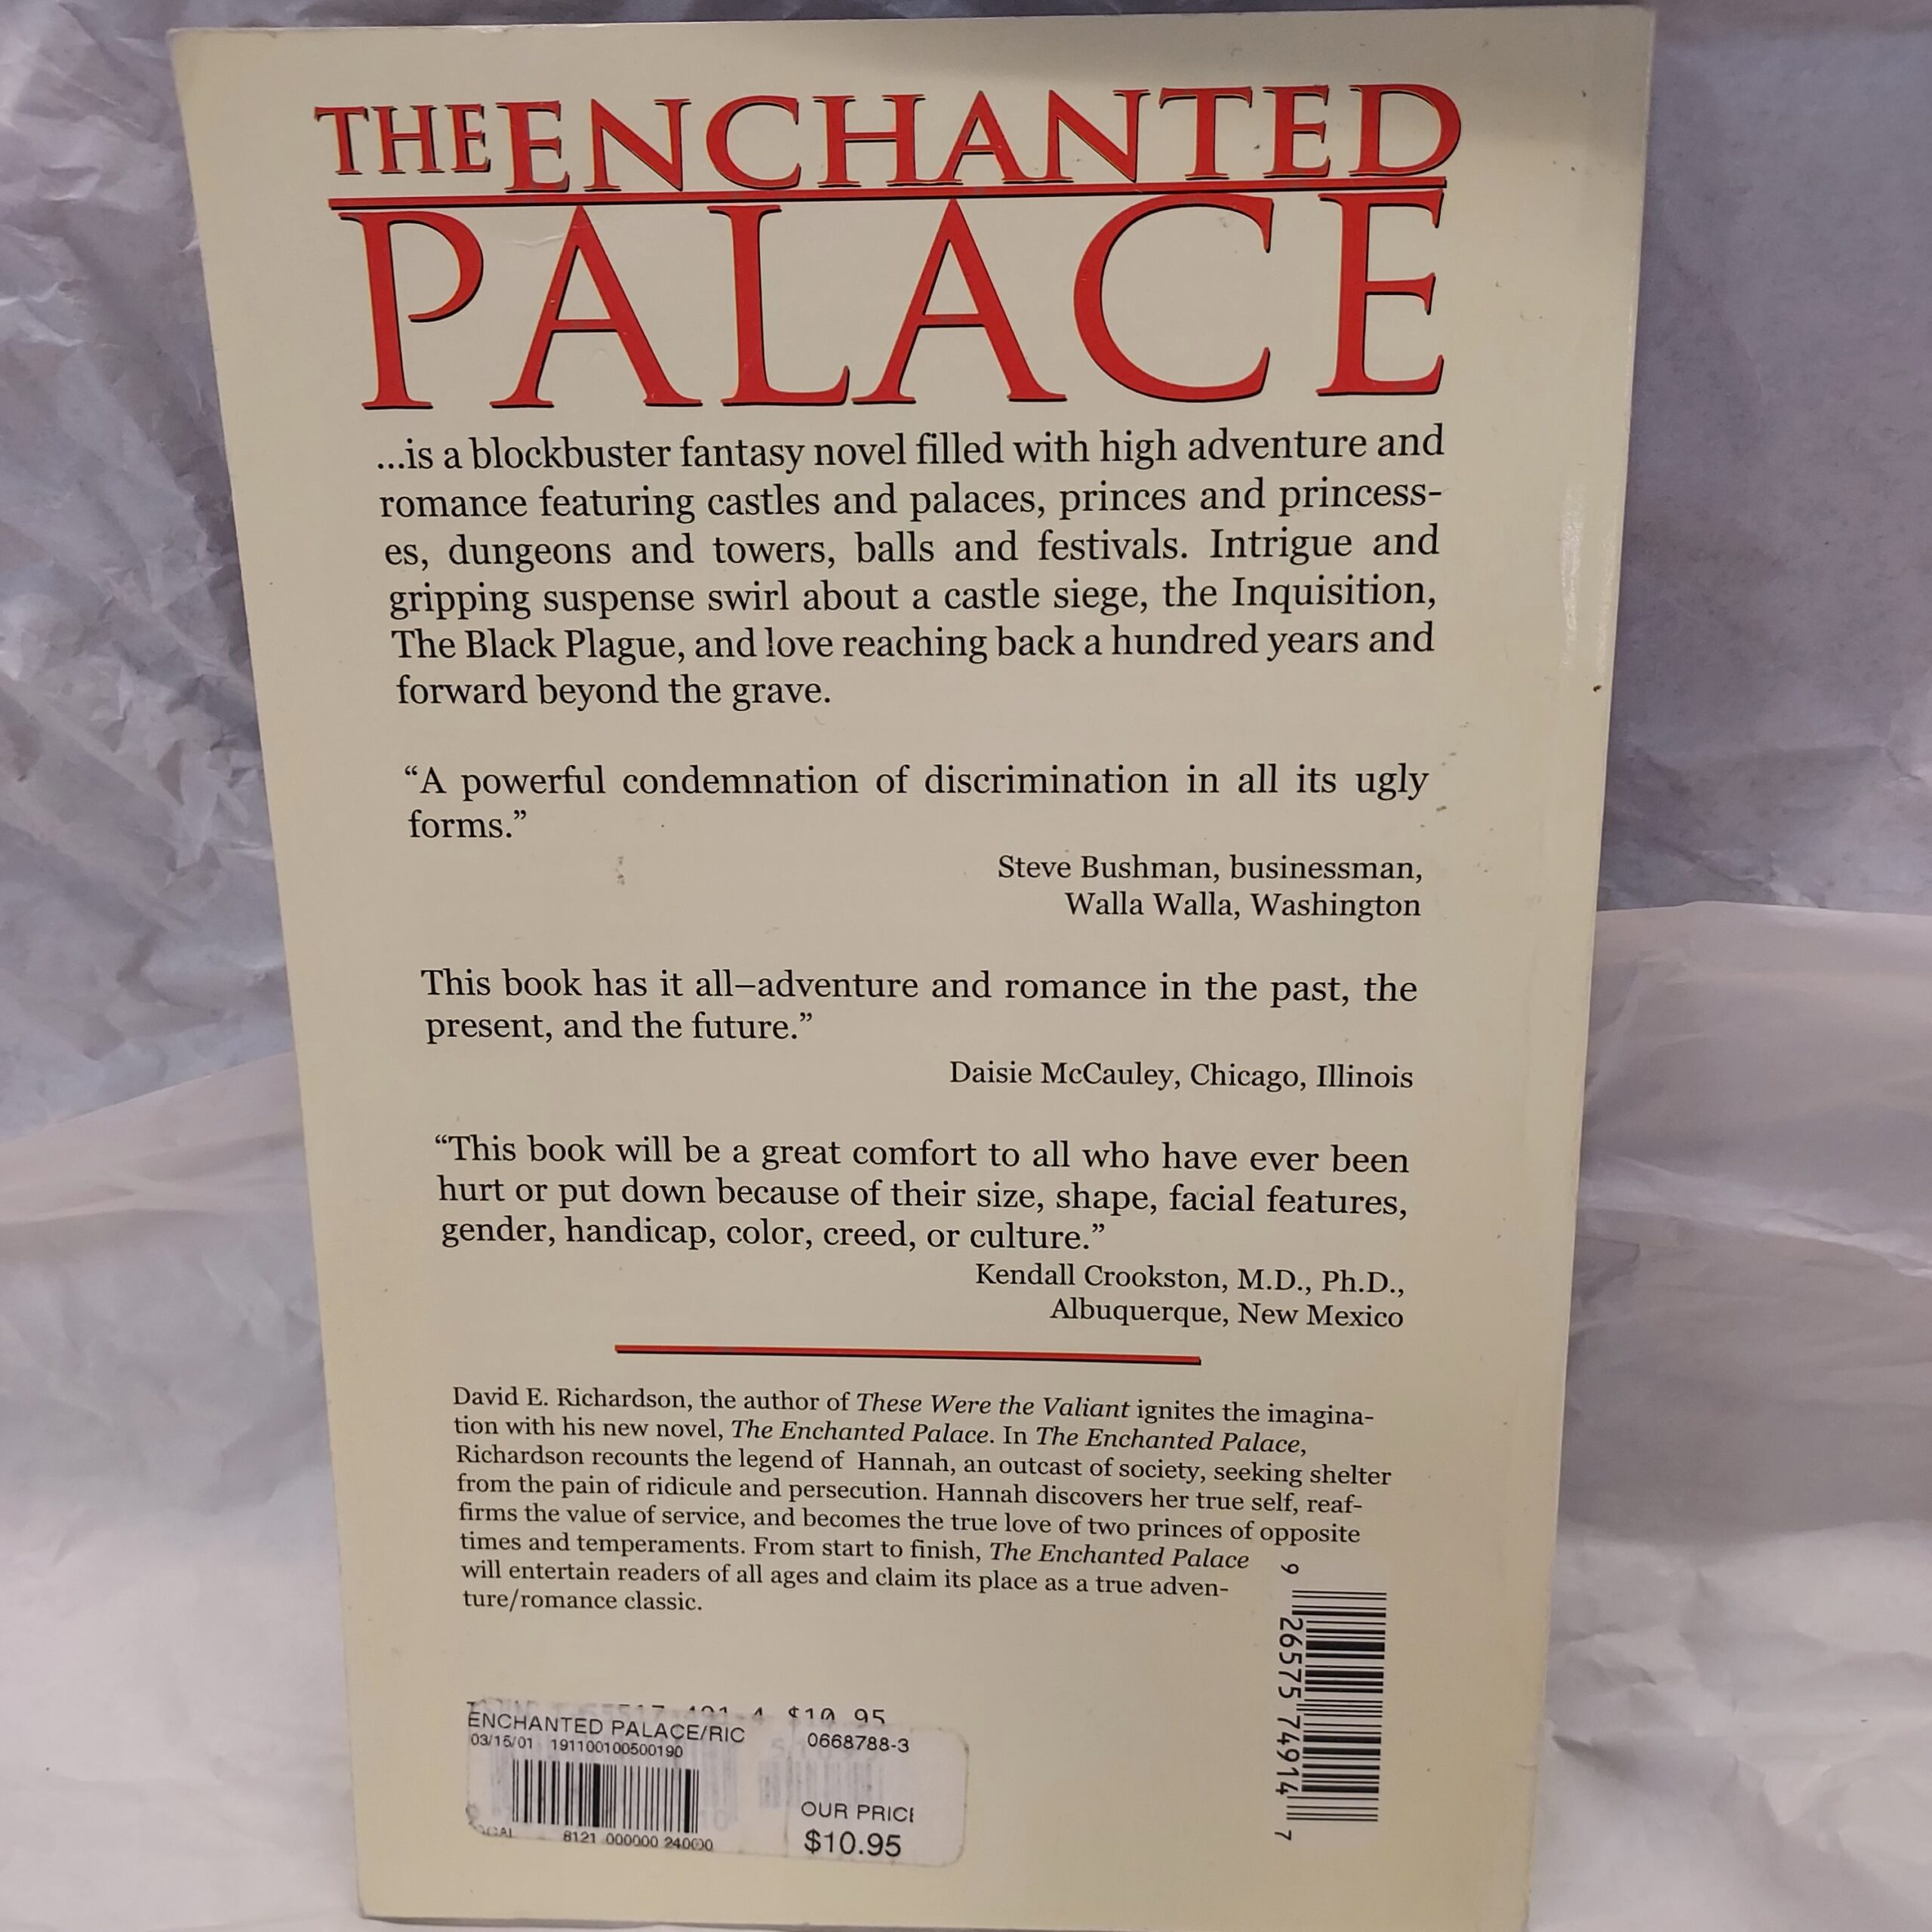 THE ENCHANTED
PALACE
...is a blockbuster fantasy novel filled with high adventure and
romance featuring castles and palaces, princes and princess-
es, dungeons and towers, balls and festivals. Intrigue and
gripping suspense swirl about a castle siege, the Inquisition,
The Black Plague, and love reaching back a hundred years and
forward beyond the grave.
“A powerful condemnation of discrimination in all its ugly
forms.”
Steve Bushman, businessman,
Walla Walla, Washington
This book has it all–adventure and romance in the past, the
present, and the future.”
Daisie McCauley, Chicago, Illinois
“This book will be a great comfort to all who have ever been
hurt or put down because of their size, shape, facial features,
gender, handicap, color, creed, or culture.”
Kendall Crookston, M.D., Ph.D.,
Albuquerque, New Mexico
David E. Richardson, the author of These Were the Valiant ignites the imagina-
tion with his new novel, The Enchanted Palace. In The Enchanted Palace,
Richardson recounts the legend of Hannah, an outcast of society, seeking shelter
from the pain of ridicule and persecution. Hannah discovers her true self, reaf-
firms the value of service, and becomes the true love of two princes of opposite
times and temperaments. From start to finish, The Enchanted Palace
will entertain readers of all ages and claim its place as a true adven-
ture/romance classic.
9 26575 74914 7
$10.95
ENCHANTED PALACE/RIC
03/15/01 191100100500190 0668788-3
OUR PRICE
$10.95
8121 000000 240000